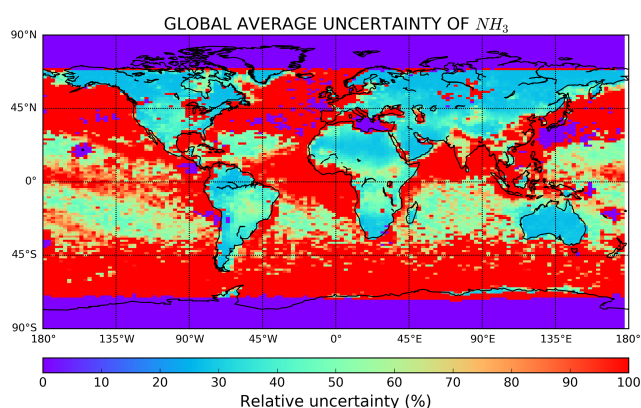 GLOBAL AVERAGE UNCERTAINTY OF NH₃
90°N
45°N
0°
45°S
90°S
180° 135°W 90°W 45°W 0° 45°E 90°E 135°E 180°
0 10 20 30 40 50 60 70 80 90 100
Relative uncertainty (%)